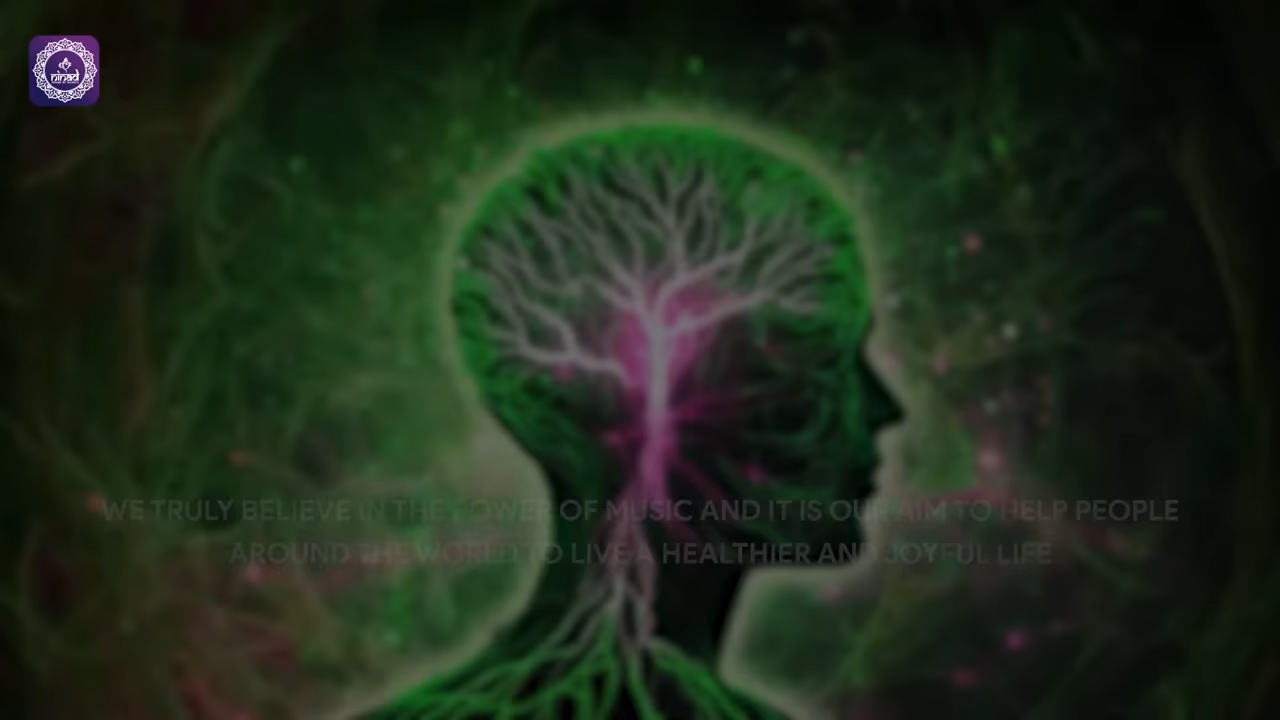 ninad
WE TRULY BELIEVE IN THE POWER OF MUSIC AND IT IS OUR AIM TO HELP PEOPLE
AROUND THE WORLD TO LIVE A HEALTHIER AND JOYFUL LIFE